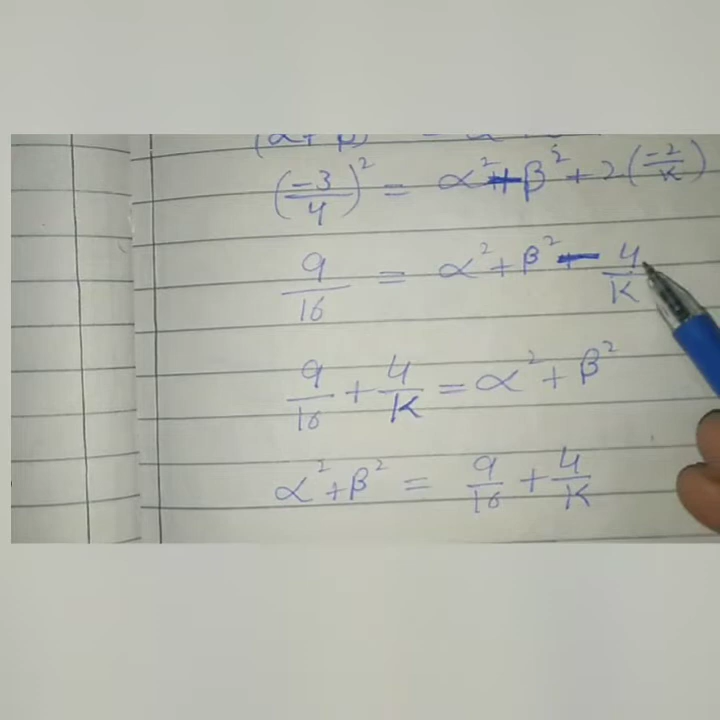 (-3/4)² = α² + β² + 2(-2/K)
9/16 = α² + β² - 4/K
9/16 + 4/K = α² + β²
α² + β² = 9/16 + 4/K